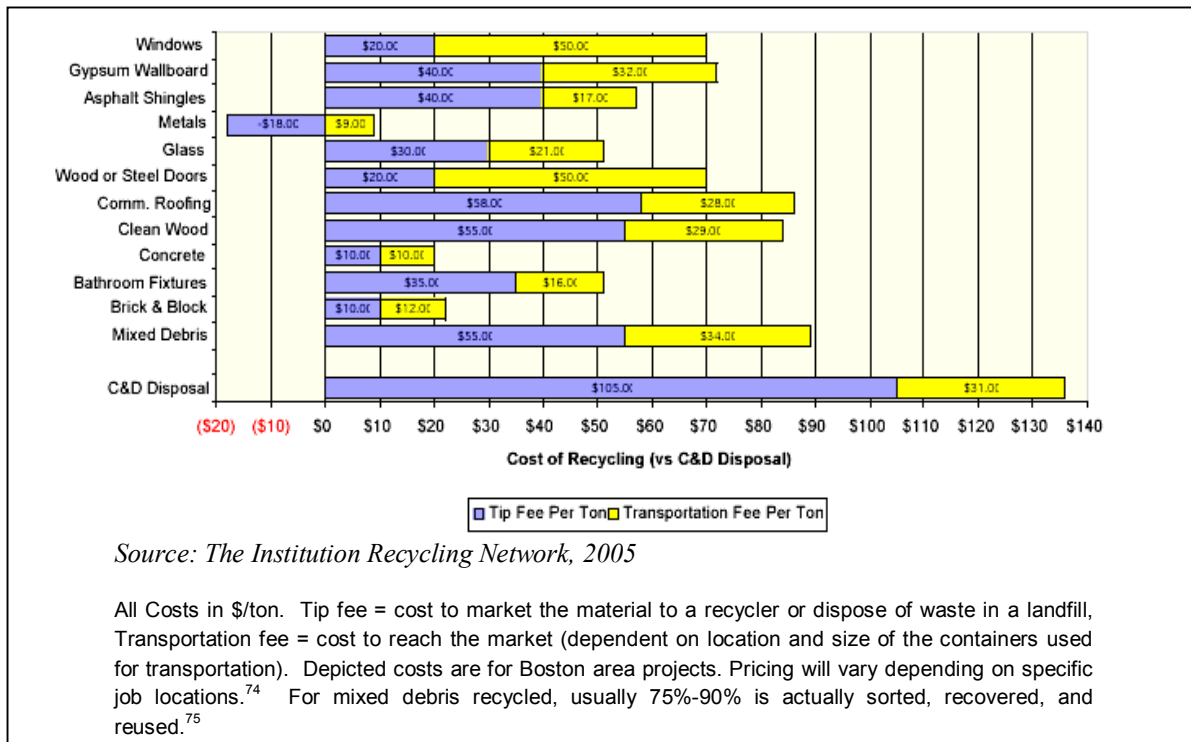 Windows $20.00 $50.00
Gypsum Wallboard $40.00 $32.00
Asphalt Shingles $40.00 $17.00
Metals -$18.00 $9.00
Glass $30.00 $21.00
Wood or Steel Doors $20.00 $50.00
Comm. Roofing $58.00 $28.00
Clean Wood $55.00 $29.00
Concrete $10.00 $10.00
Bathroom Fixtures $35.00 $16.00
Brick & Block $10.00 $12.00
Mixed Debris $55.00 $34.00
C&D Disposal $105.00 $31.00
($20) ($10) $0 $10 $20 $30 $40 $50 $60 $70 $80 $90 $100 $110 $120 $130 $140
Cost of Recycling (vs C&D Disposal)
Tip Fee Per Ton Transportation Fee Per Ton
Source: The Institution Recycling Network, 2005
All Costs in $/ton. Tip fee = cost to market the material to a recycler or dispose of waste in a landfill,
Transportation fee = cost to reach the market (dependent on location and size of the containers used
for transportation). Depicted costs are for Boston area projects. Pricing will vary depending on specific
job locations.74 For mixed debris recycled, usually 75%-90% is actually sorted, recovered, and
reused.75